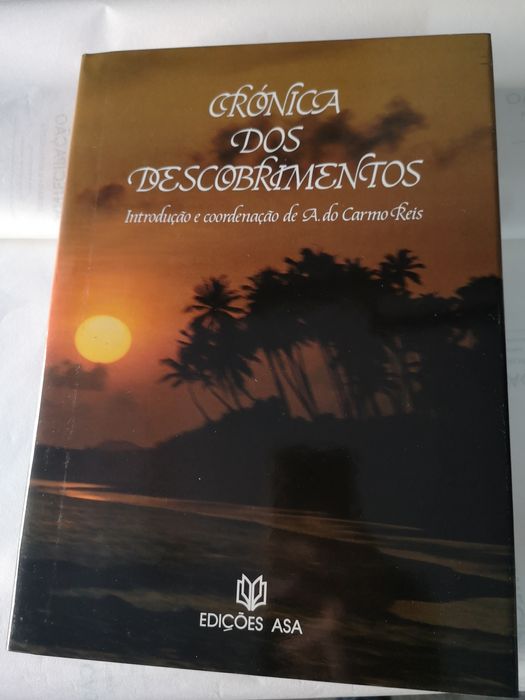 CRÓNICA
DOS
DESCOBRIMENTOS
Introdução e coordenação de A. do Carmo Reis
EDIÇÕES ASA